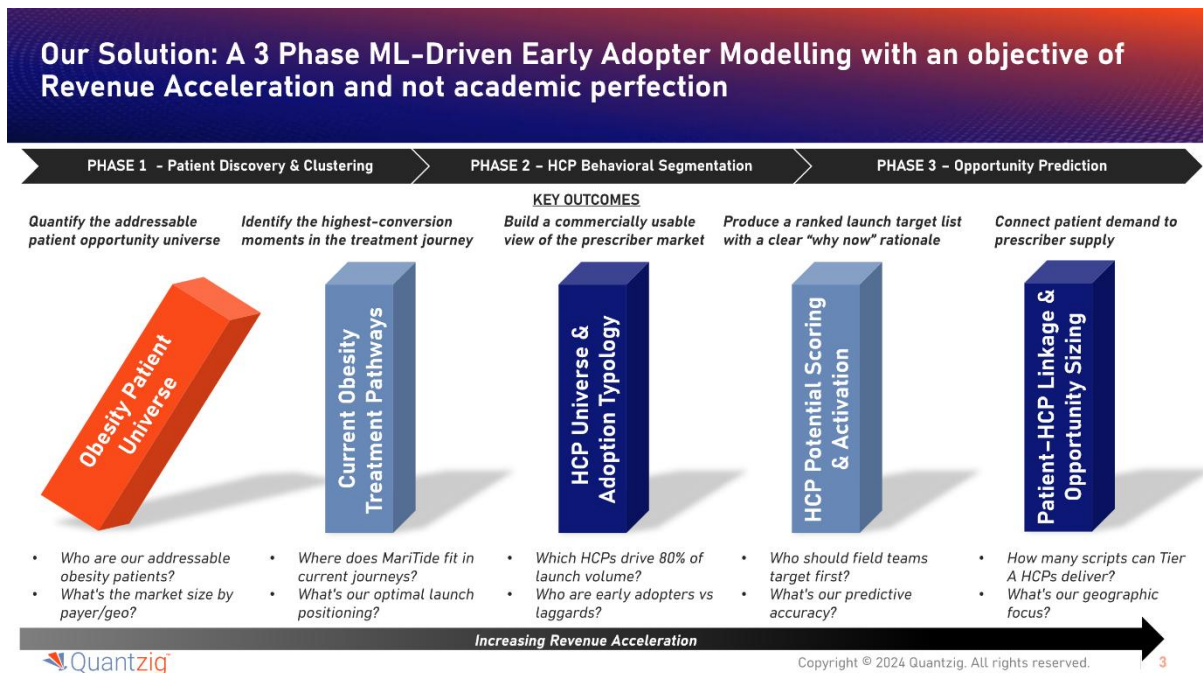 Our Solution: A 3 Phase ML-Driven Early Adopter Modelling with an objective of
Revenue Acceleration and not academic perfection
PHASE 1 - Patient Discovery & Clustering
PHASE 2 – HCP Behavioral Segmentation
PHASE 3 – Opportunity Prediction
KEY OUTCOMES
Quantify the addressable
patient opportunity universe
Identify the highest-conversion
moments in the treatment journey
Build a commercially usable
view of the prescriber market
Produce a ranked launch target list
with a clear “why now” rationale
Connect patient demand to
prescriber supply
Obesity Patient
Universe
Current Obesity
Treatment Pathways
HCP Universe &
Adoption Typology
HCP Potential Scoring
& Activation
Patient–HCP Linkage &
Opportunity Sizing
• Who are our addressable
obesity patients?
• What's the market size by
payer/geo?
• Where does MariTide fit in
current journeys?
• What's our optimal launch
positioning?
• Which HCPs drive 80% of
launch volume?
• Who are early adopters vs
laggards?
• Who should field teams
target first?
• What's our predictive
accuracy?
• How many scripts can Tier
A HCPs deliver?
• What's our geographic
focus?
Increasing Revenue Acceleration
Quantzig™
Copyright © 2024 Quantzig. All rights reserved.
3